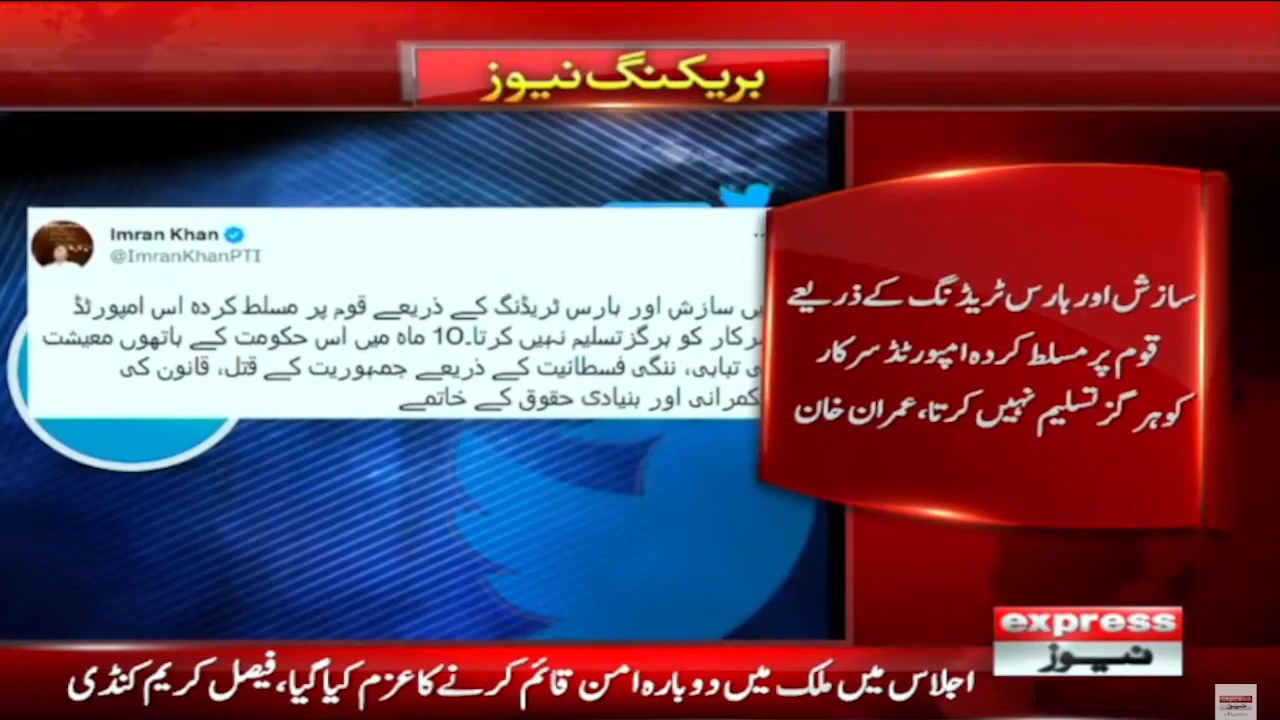 بریکنگ نیوز
Imran Khan
@ImranKhanPTI
سازش اور ہارس ٹریڈنگ کے ذریعے قوم پر مسلط کردہ اس امپورٹڈ
کو ہرگز تسلیم نہیں کرتا۔10 ماہ میں اس حکومت کے ہاتھوں معیشت
تباہی، ننگی فسطائیت کے ذریعے جمہوریت کے قتل، قانون کی
اور بنیادی حقوق کے خاتمے
سازش اور ہارس ٹریڈنگ کے ذریعے
قوم پر مسلط کردہ امپورٹڈ سرکار
کو ہرگز تسلیم نہیں کرتا، عمران خان
express
نیوز
اجلاس میں ملک میں دوبارہ امن قائم کرنے کا عزم کیا گیا، فیصل کریم کنڈی
express
نیوز